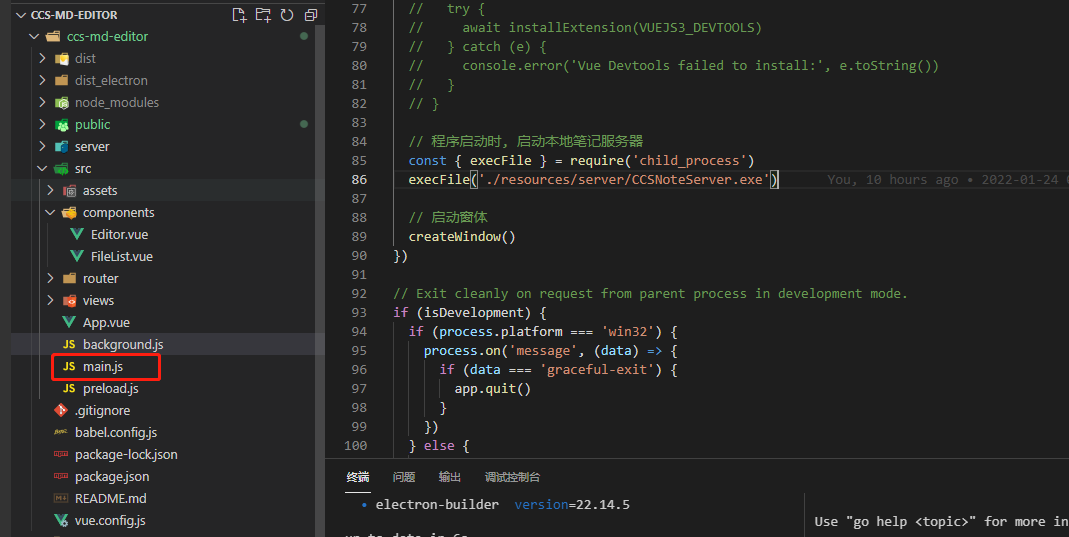 CCS-MD-EDITOR
ccs-md-editor
dist
dist_electron
node_modules
public
server
src
assets
components
Editor.vue
FileList.vue
router
views
App.vue
JS background.js
JS main.js
JS preload.js
.gitignore
babel.config.js
package-lock.json
package.json
README.md
vue.config.js
77 //   try {
78 //     await installExtension(VUEJS3_DEVTOOLS)
79 //   } catch (e) {
80 //     console.error('Vue Devtools failed to install:', e.toString())
81 //   }
82 // }
83
84 // 程序启动时, 启动本地笔记服务器
85 const { execFile } = require('child_process')
86 execFile('./resources/server/CCSNoteServer.exe') You, 10 hours ago • 2022-01-24
87
88 // 启动窗体
89 createWindow()
90 })
91
92 // Exit cleanly on request from parent process in development mode.
93 if (isDevelopment) {
94 if (process.platform === 'win32') {
95 process.on('message', (data) => {
96 if (data === 'graceful-exit') {
97 app.quit()
98 }
99 })
100 } else {
终端 问题 输出 调试控制台
• electron-builder version=22.14.5
Use "go help <topic>" for more in